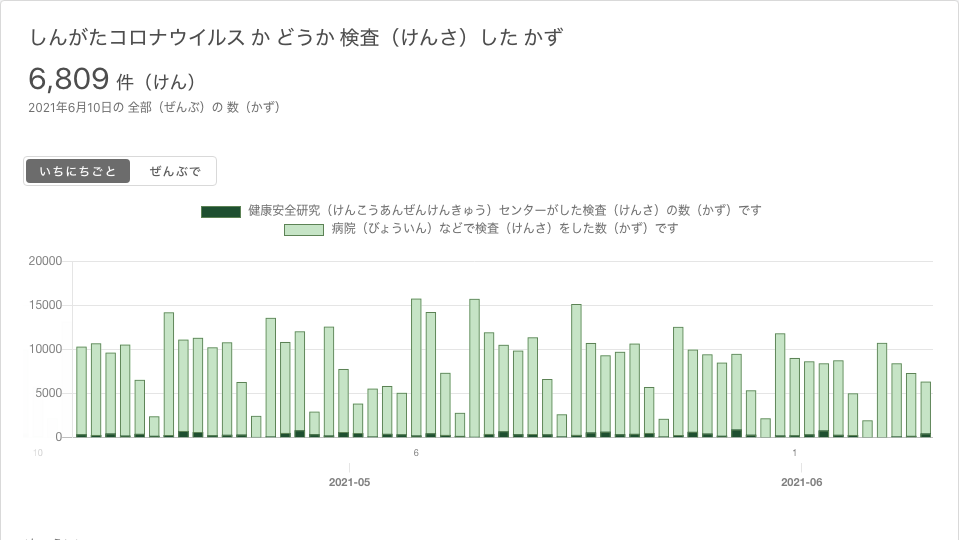 しんがたコロナウイルス か どうか 検査（けんさ）した かず
6,809 件（けん）
2021年6月10日の 全部（ぜんぶ）の 数（かず）
いちにちごと ぜんぶで
健康安全研究（けんこうあんぜんけんきゅう）センターがした検査（けんさ）の数（かず）です
病院（びょういん）などで検査（けんさ）をした数（かず）です
20000
15000
10000
5000
0
10 6 1
2021-05 2021-06